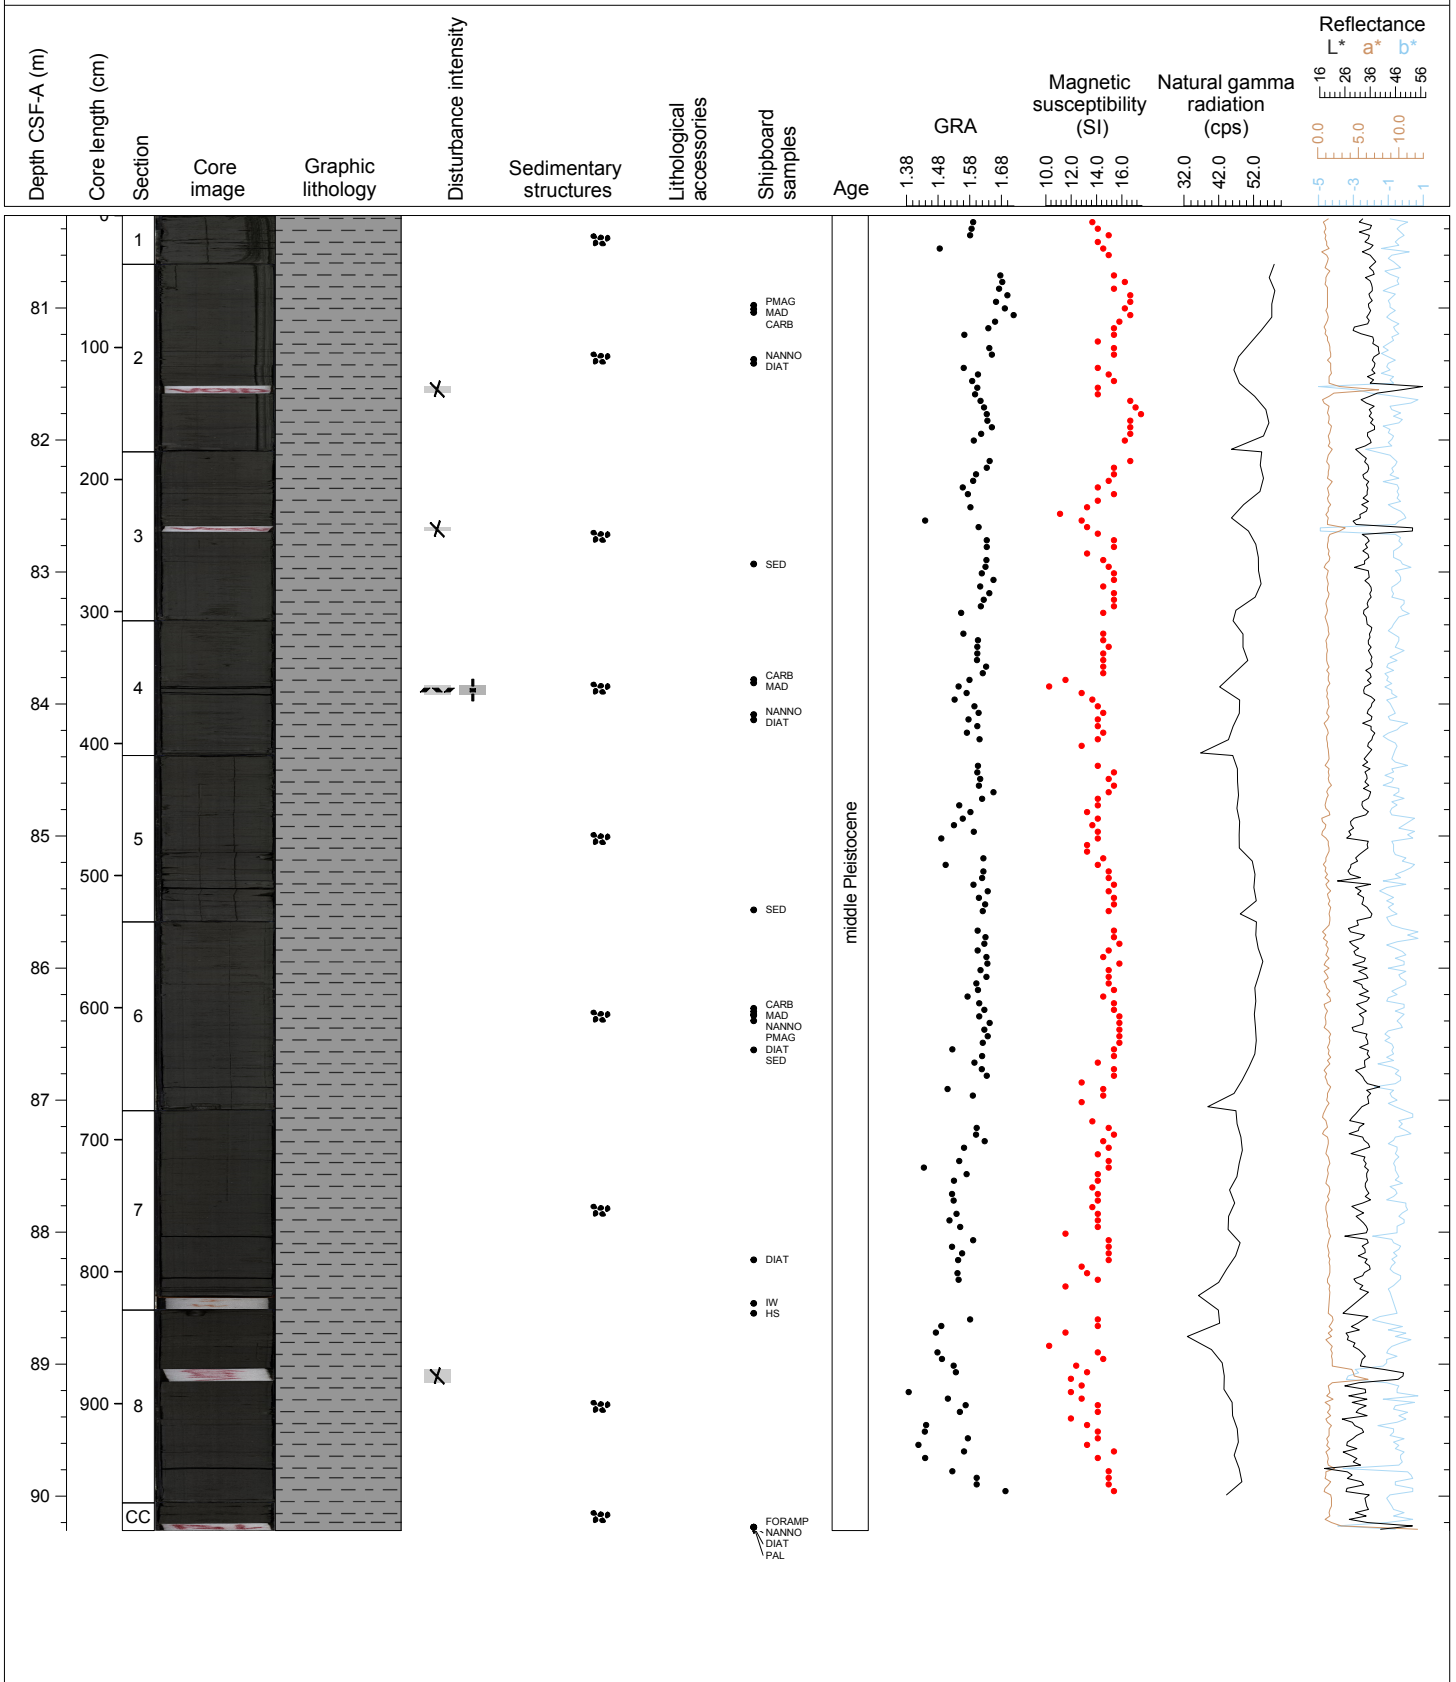 Depth CSF-A (m)
Core length (cm)
Section
Core
image
Graphic
lithology
Disturbance intensity
Sedimentary
structures
Lithological
accessories
Shipboard
samples
Age
GRA
1.38 1.48 1.58 1.68
Magnetic
susceptibility
(SI)
10.0 12.0 14.0 16.0
Natural gamma
radiation
(cps)
32.0 42.0 52.0
Reflectance
L* a* b*
16 26 36 46 56
0.0 5.0 10.0
-5 -3 -1 1
0
1
81
PMAG
MAD
CARB
100
2
NANNO
DIAT
82
200
3
SED
83
300
CARB
4
MAD
84
NANNO
DIAT
400
85
5
500
middle Pleistocene
SED
86
600
6
CARB
MAD
NANNO
PMAG
DIAT
SED
87
700
7
88
DIAT
800
IW
HS
89
900
8
90
CC
FORAMP
NANNO
DIAT
PAL